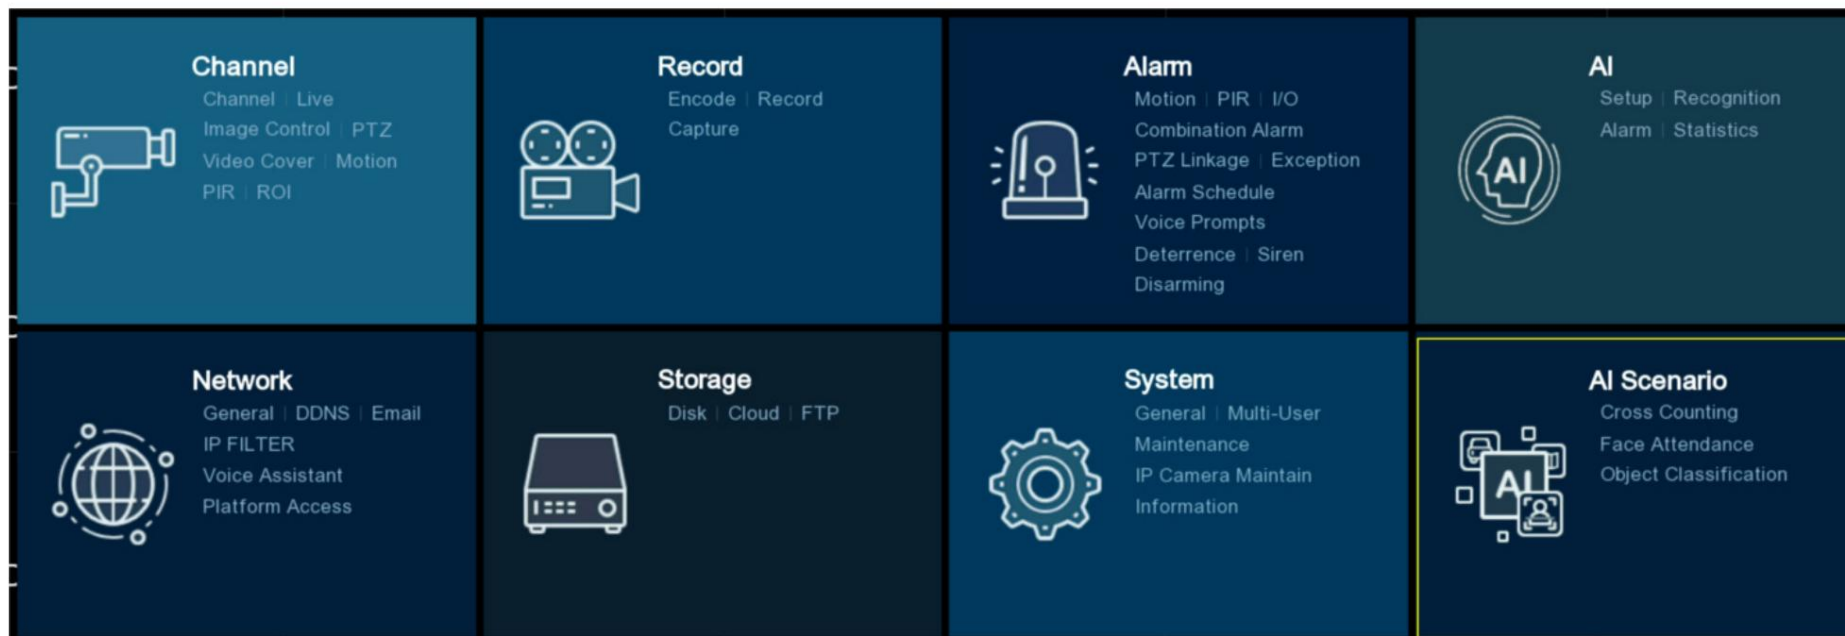 Channel
Channel | Live
Image Control | PTZ
Video Cover | Motion
PIR | ROI
Record
Encode | Record
Capture
Alarm
Motion | PIR | I/O
Combination Alarm
PTZ Linkage | Exception
Alarm Schedule
Voice Prompts
Deterrence | Siren
Disarming
AI
Setup | Recognition
Alarm | Statistics
AI
Network
General | DDNS | Email
IP FILTER
Voice Assistant
Platform Access
Storage
Disk | Cloud | FTP
System
General | Multi-User
Maintenance
IP Camera Maintain
Information
AI Scenario
Cross Counting
Face Attendance
Object Classification
AI